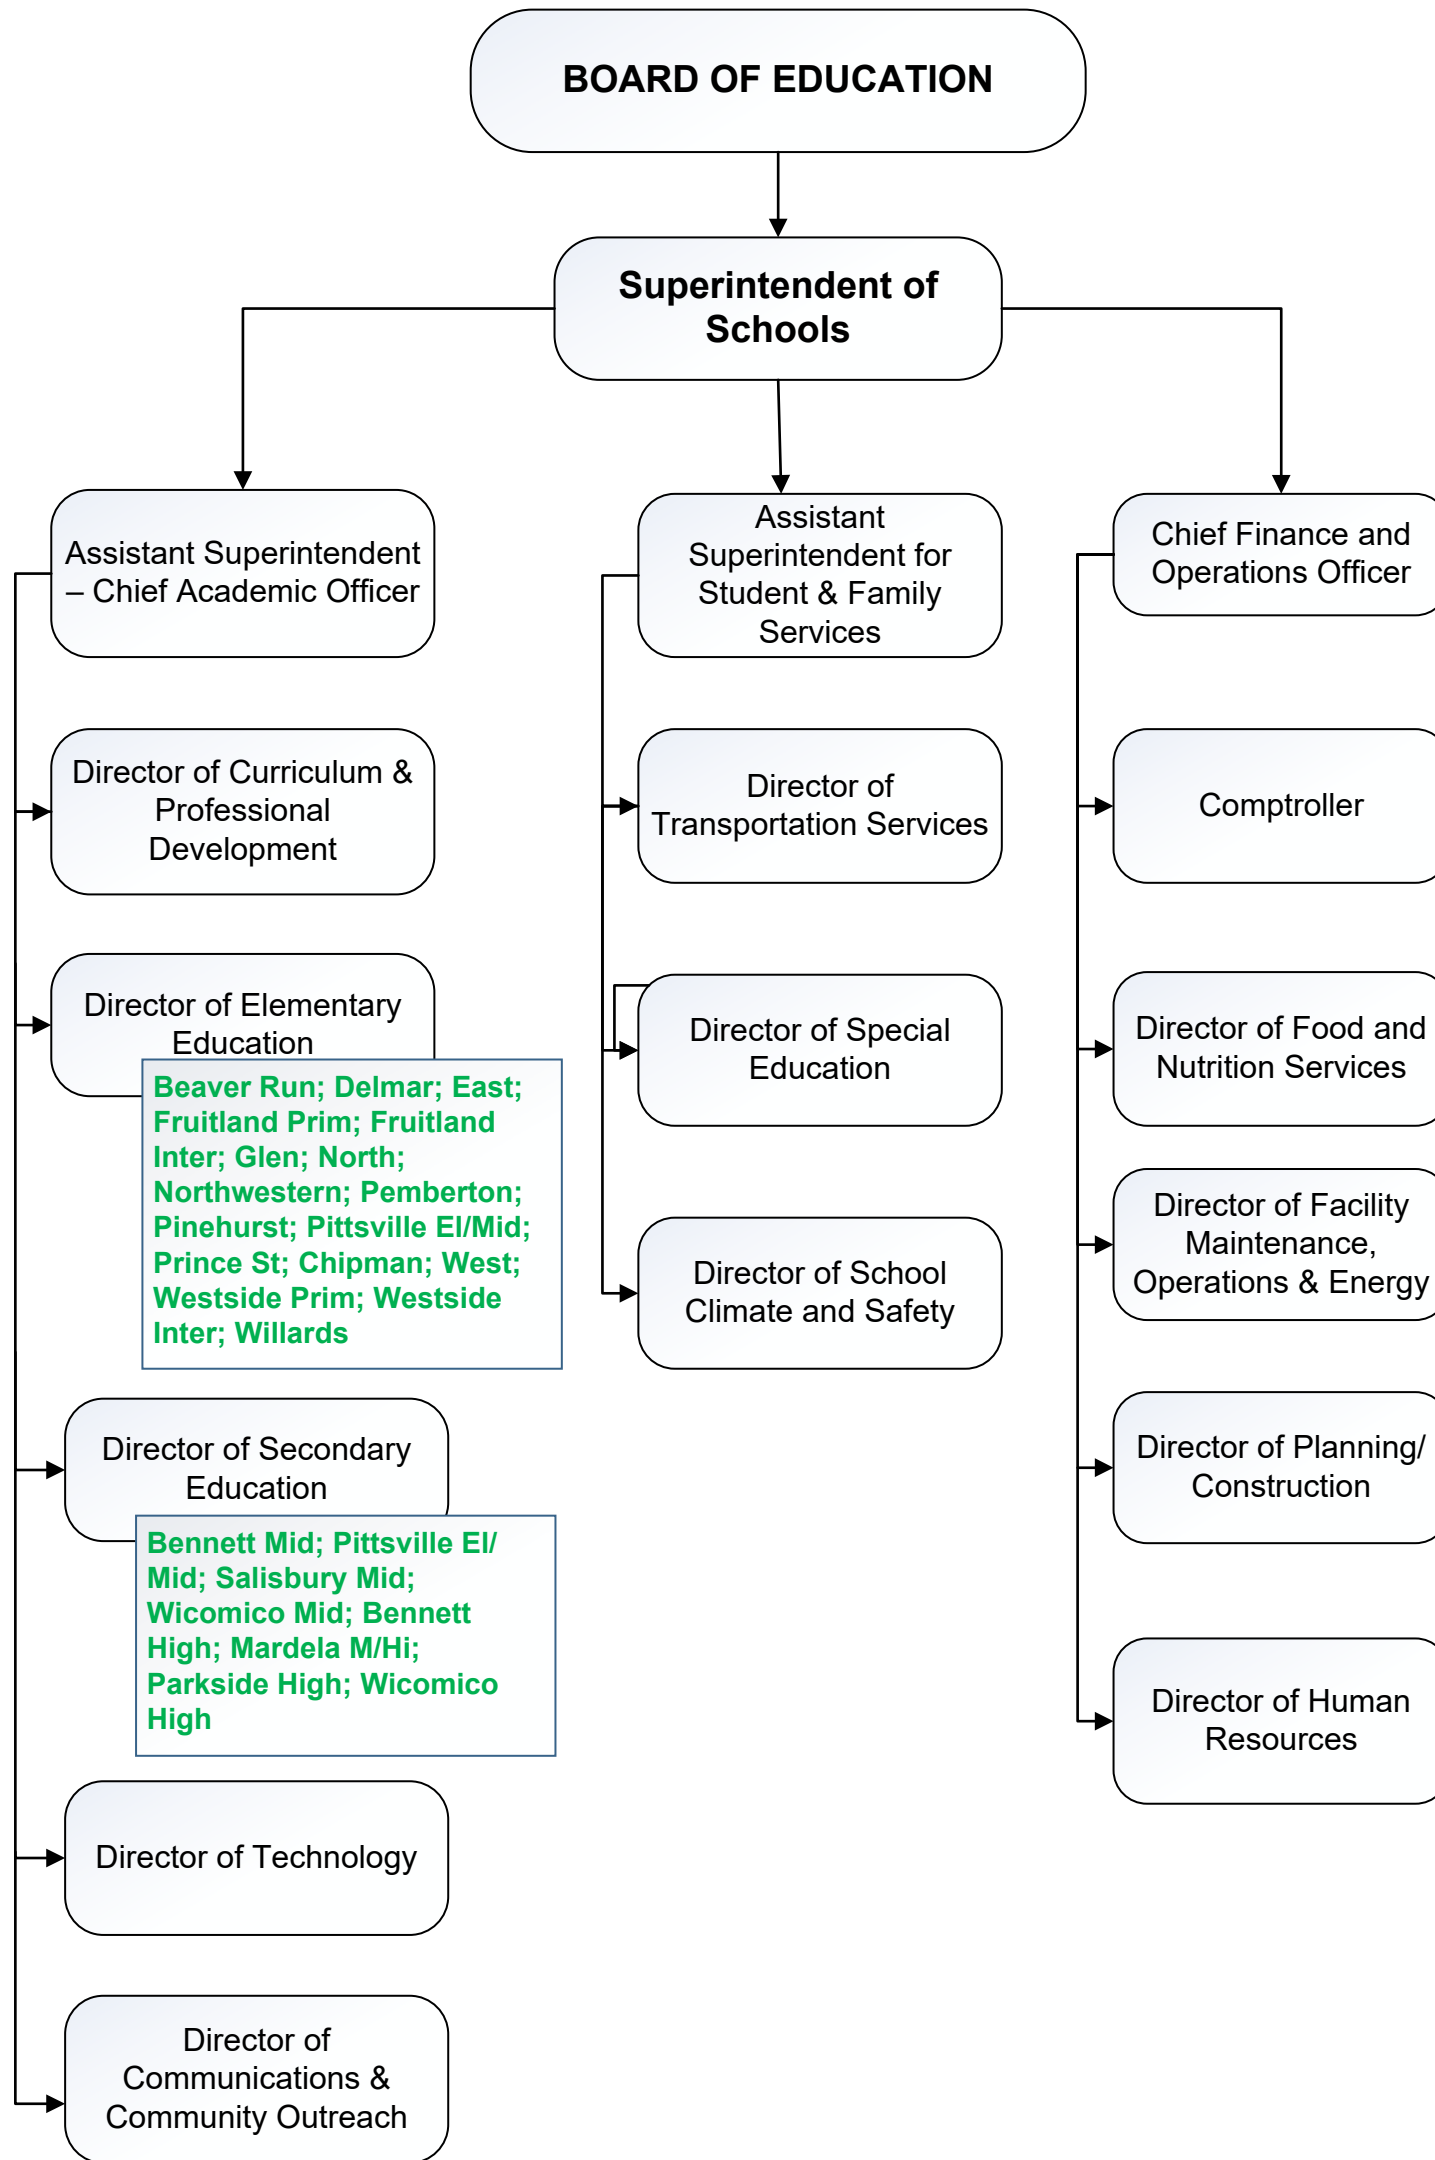 BOARD OF EDUCATION
Superintendent of
Schools
Assistant Superintendent
– Chief Academic Officer
Director of Curriculum &
Professional
Development
Director of Elementary
Education
Beaver Run; Delmar; East;
Fruitland Prim; Fruitland
Inter; Glen; North;
Northwestern; Pemberton;
Pinehurst; Pittsville El/Mid;
Prince St; Chipman; West;
Westside Prim; Westside
Inter; Willards
Director of Secondary
Education
Bennett Mid; Pittsville El/
Mid; Salisbury Mid;
Wicomico Mid; Bennett
High; Mardela M/Hi;
Parkside High; Wicomico
High
Director of Technology
Director of
Communications &
Community Outreach
Assistant
Superintendent for
Student & Family
Services
Director of
Transportation Services
Director of Special
Education
Director of School
Climate and Safety
Chief Finance and
Operations Officer
Comptroller
Director of Food and
Nutrition Services
Director of Facility
Maintenance,
Operations & Energy
Director of Planning/
Construction
Director of Human
Resources